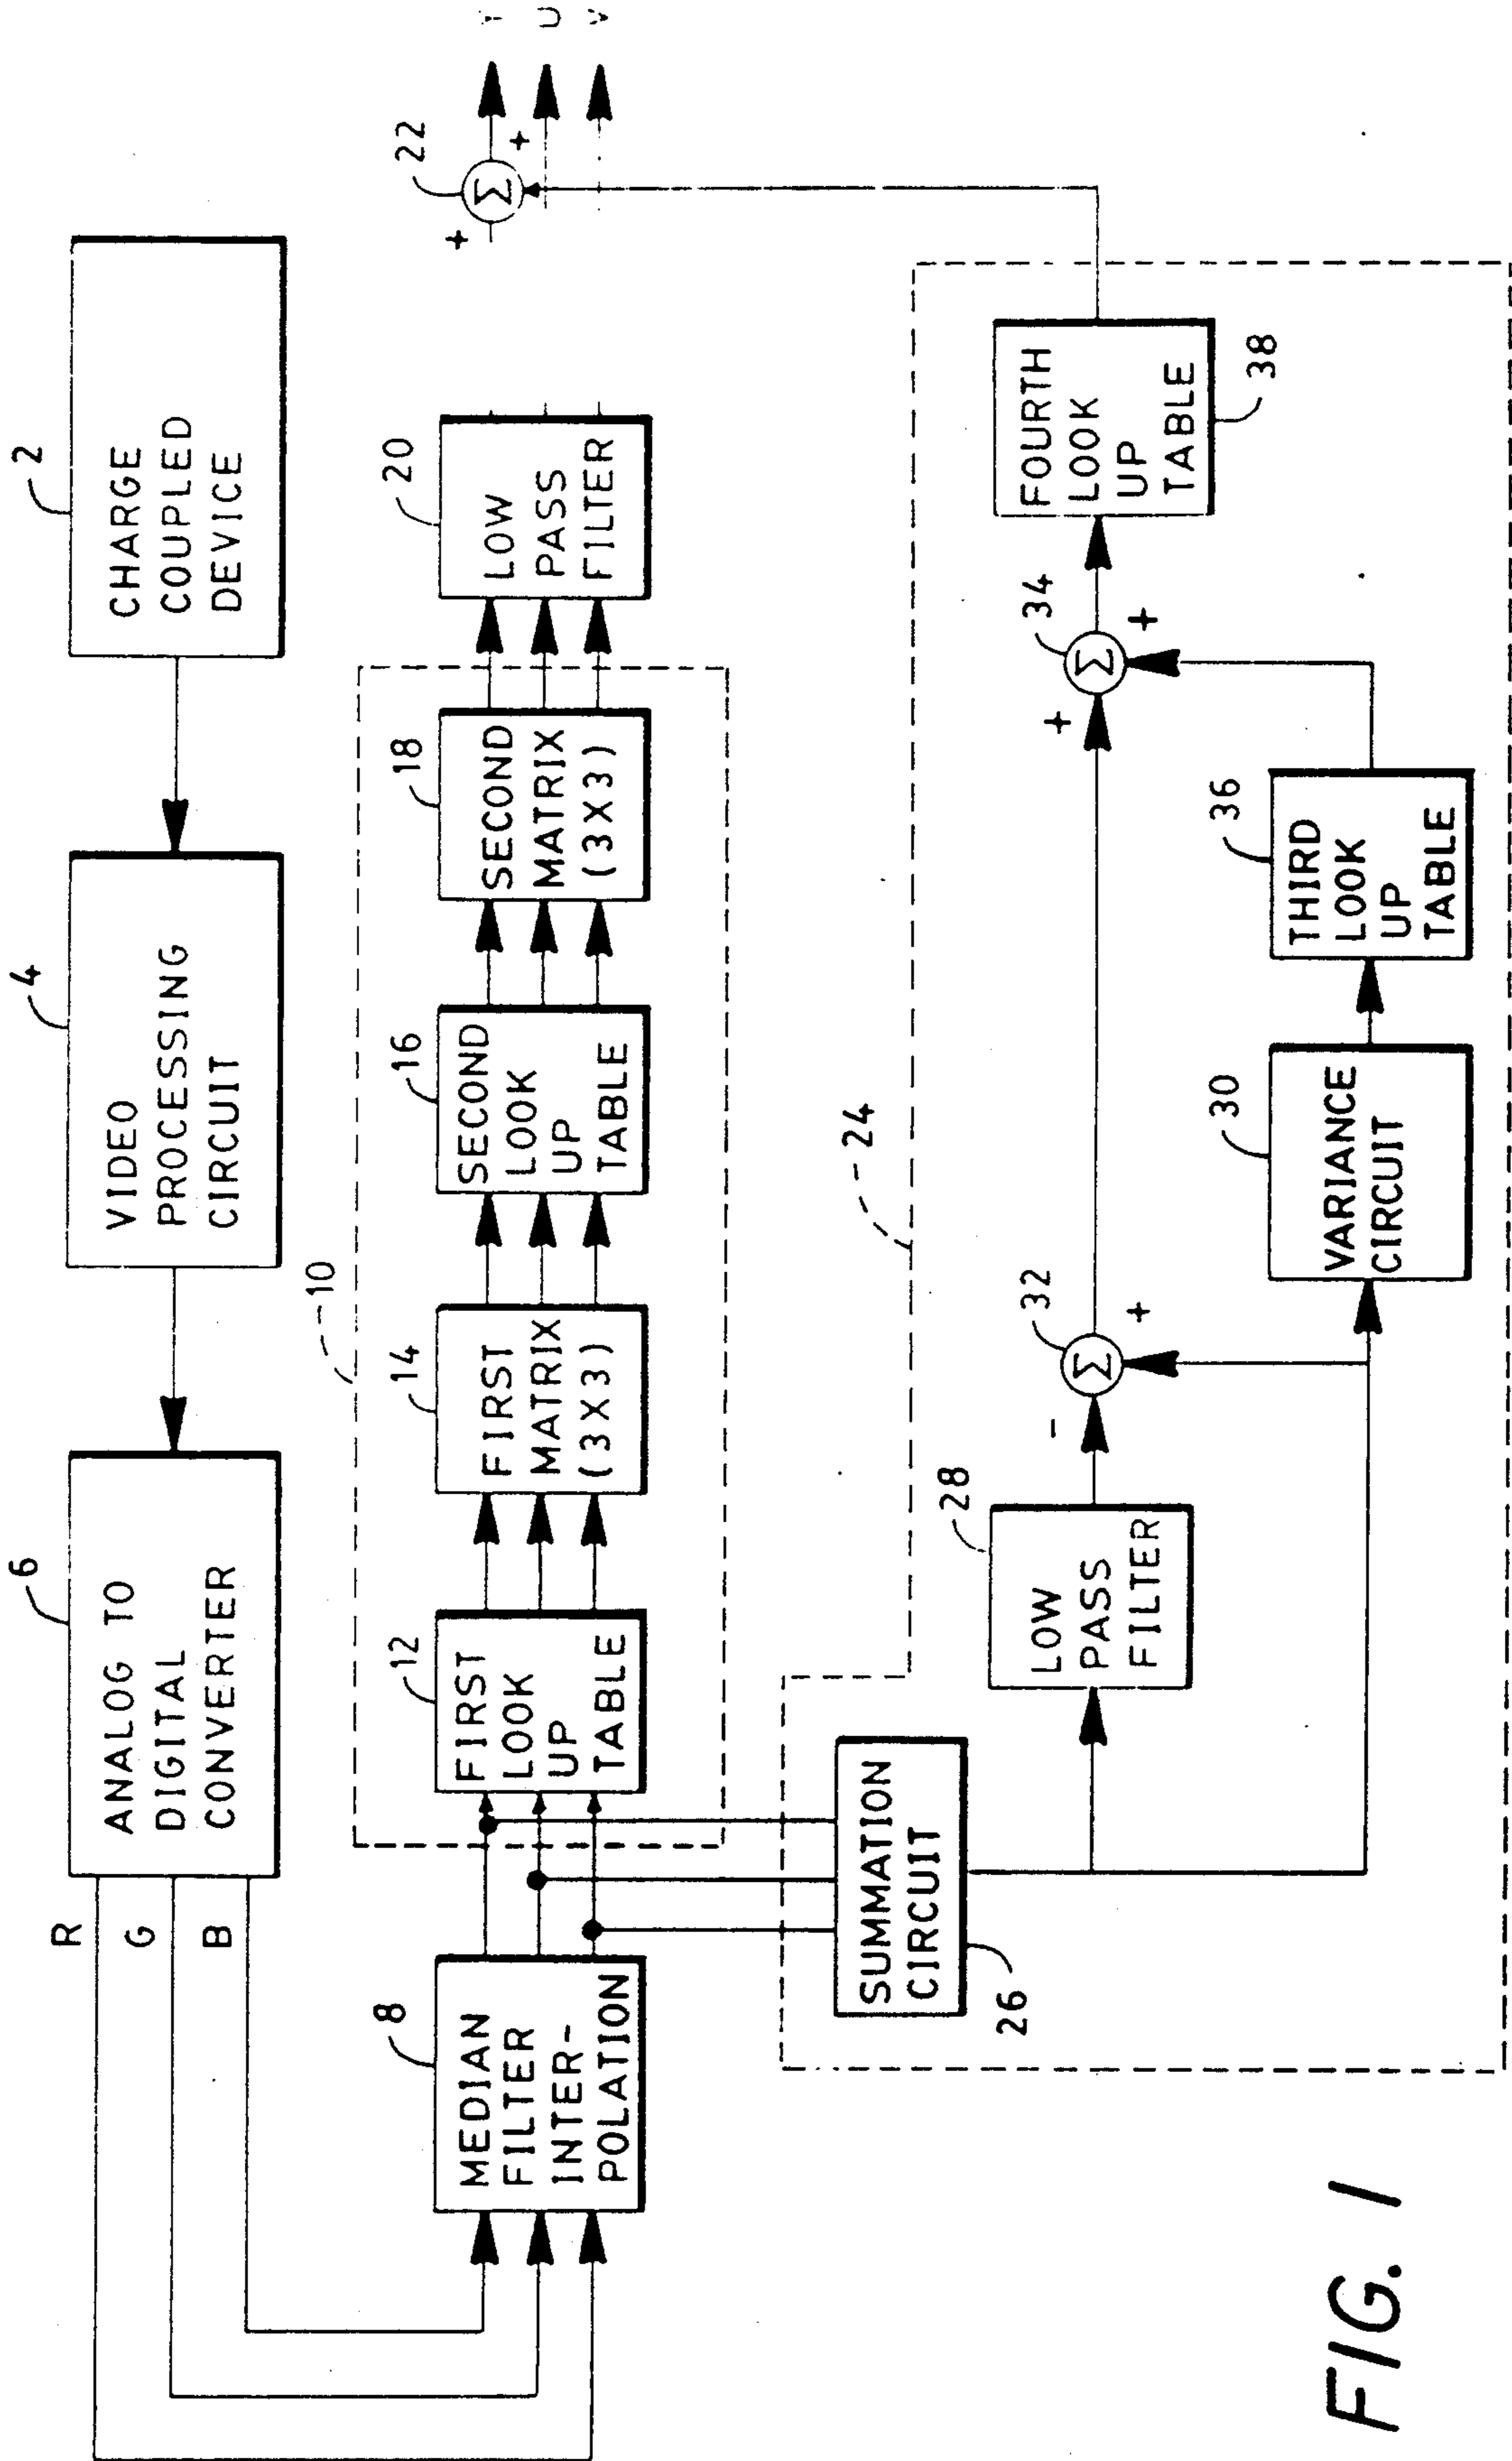 2
CHARGE
COUPLED
DEVICE
4
VIDEO
PROCESSING
CIRCUIT
6
ANALOG TO
DIGITAL
CONVERTER
R
G
B
8
MEDIAN
FILTER
INTER-
POLATION
10
12
FIRST
LOOK
UP
TABLE
14
FIRST
MATRIX
(3X3)
16
SECOND
LOOK
UP
TABLE
18
SECOND
MATRIX
(3X3)
20
LOW
PASS
FILTER
22
+
Σ
+
Y
U
V
24
SUMMATION
CIRCUIT
26
28
LOW
PASS
FILTER
-
32
Σ
+
30
VARIANCE
CIRCUIT
36
THIRD
LOOK
UP
TABLE
+
34
Σ
+
FOURTH
LOOK
UP
TABLE
38
FIG. 1